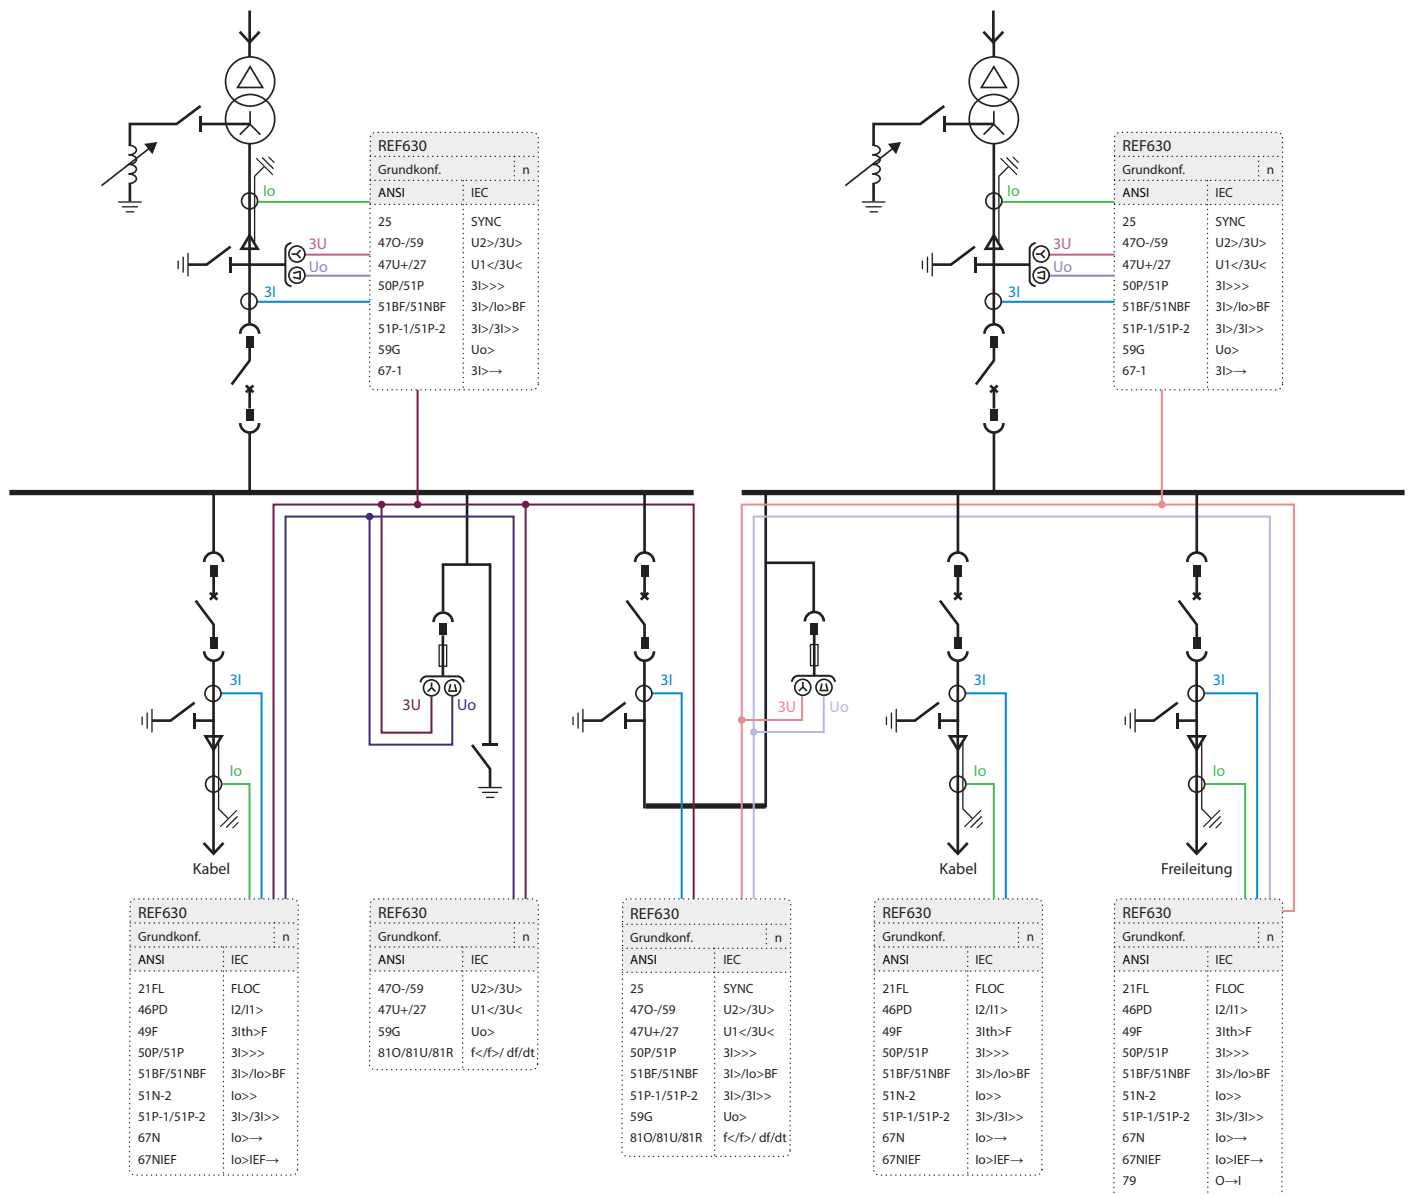 REF630
Grundkonf. n
ANSI IEC
25 SYNC
47O-/59 U2>/3U>
47U+/27 U1</3U<
50P/51P 3I>>>
51BF/51NBF 3I>/Io>BF
51P-1/51P-2 3I>/3I>>
59G Uo>
67-1 3I>→
Io
3U
Uo
3I
REF630
Grundkonf. n
ANSI IEC
25 SYNC
47O-/59 U2>/3U>
47U+/27 U1</3U<
50P/51P 3I>>>
51BF/51NBF 3I>/Io>BF
51P-1/51P-2 3I>/3I>>
59G Uo>
67-1 3I>→
Io
3U
Uo
3I
3I
Io
Kabel
3U
Uo
3I
3U
Uo
3I
Io
Kabel
3I
Io
Freileitung
REF630
Grundkonf. n
ANSI IEC
21FL FLOC
46PD I2/I1>
49F 3Ith>F
50P/51P 3I>>>
51BF/51NBF 3I>/Io>BF
51N-2 Io>>
51P-1/51P-2 3I>/3I>>
67N Io>→
67NIEF Io>IEF→
REF630
Grundkonf. n
ANSI IEC
47O-/59 U2>/3U>
47U+/27 U1</3U<
59G Uo>
81O/81U/81R f</f>/ df/dt
REF630
Grundkonf. n
ANSI IEC
25 SYNC
47O-/59 U2>/3U>
47U+/27 U1</3U<
50P/51P 3I>>>
51BF/51NBF 3I>/Io>BF
51P-1/51P-2 3I>/3I>>
59G Uo>
81O/81U/81R f</f>/ df/dt
REF630
Grundkonf. n
ANSI IEC
21FL FLOC
46PD I2/I1>
49F 3Ith>F
50P/51P 3I>>>
51BF/51NBF 3I>/Io>BF
51N-2 Io>>
51P-1/51P-2 3I>/3I>>
67N Io>→
67NIEF Io>IEF→
REF630
Grundkonf. n
ANSI IEC
21FL FLOC
46PD I2/I1>
49F 3Ith>F
50P/51P 3I>>>
51BF/51NBF 3I>/Io>BF
51N-2 Io>>
51P-1/51P-2 3I>/3I>>
67N Io>→
67NIEF Io>IEF→
79 O→I